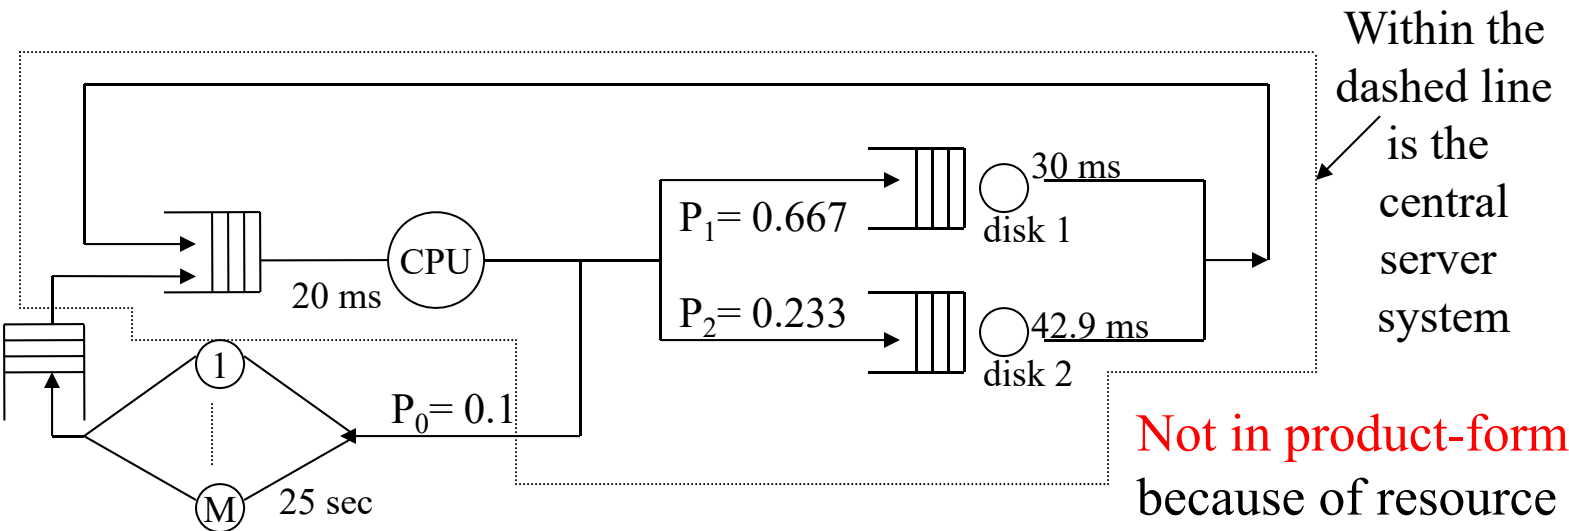 Within the
dashed line
is the
central
server
system
30 ms
P1= 0.667
disk 1
CPU
20 ms
P2= 0.233
42.9 ms
disk 2
1
P0= 0.1
M
25 sec
Not in product-form
because of resource